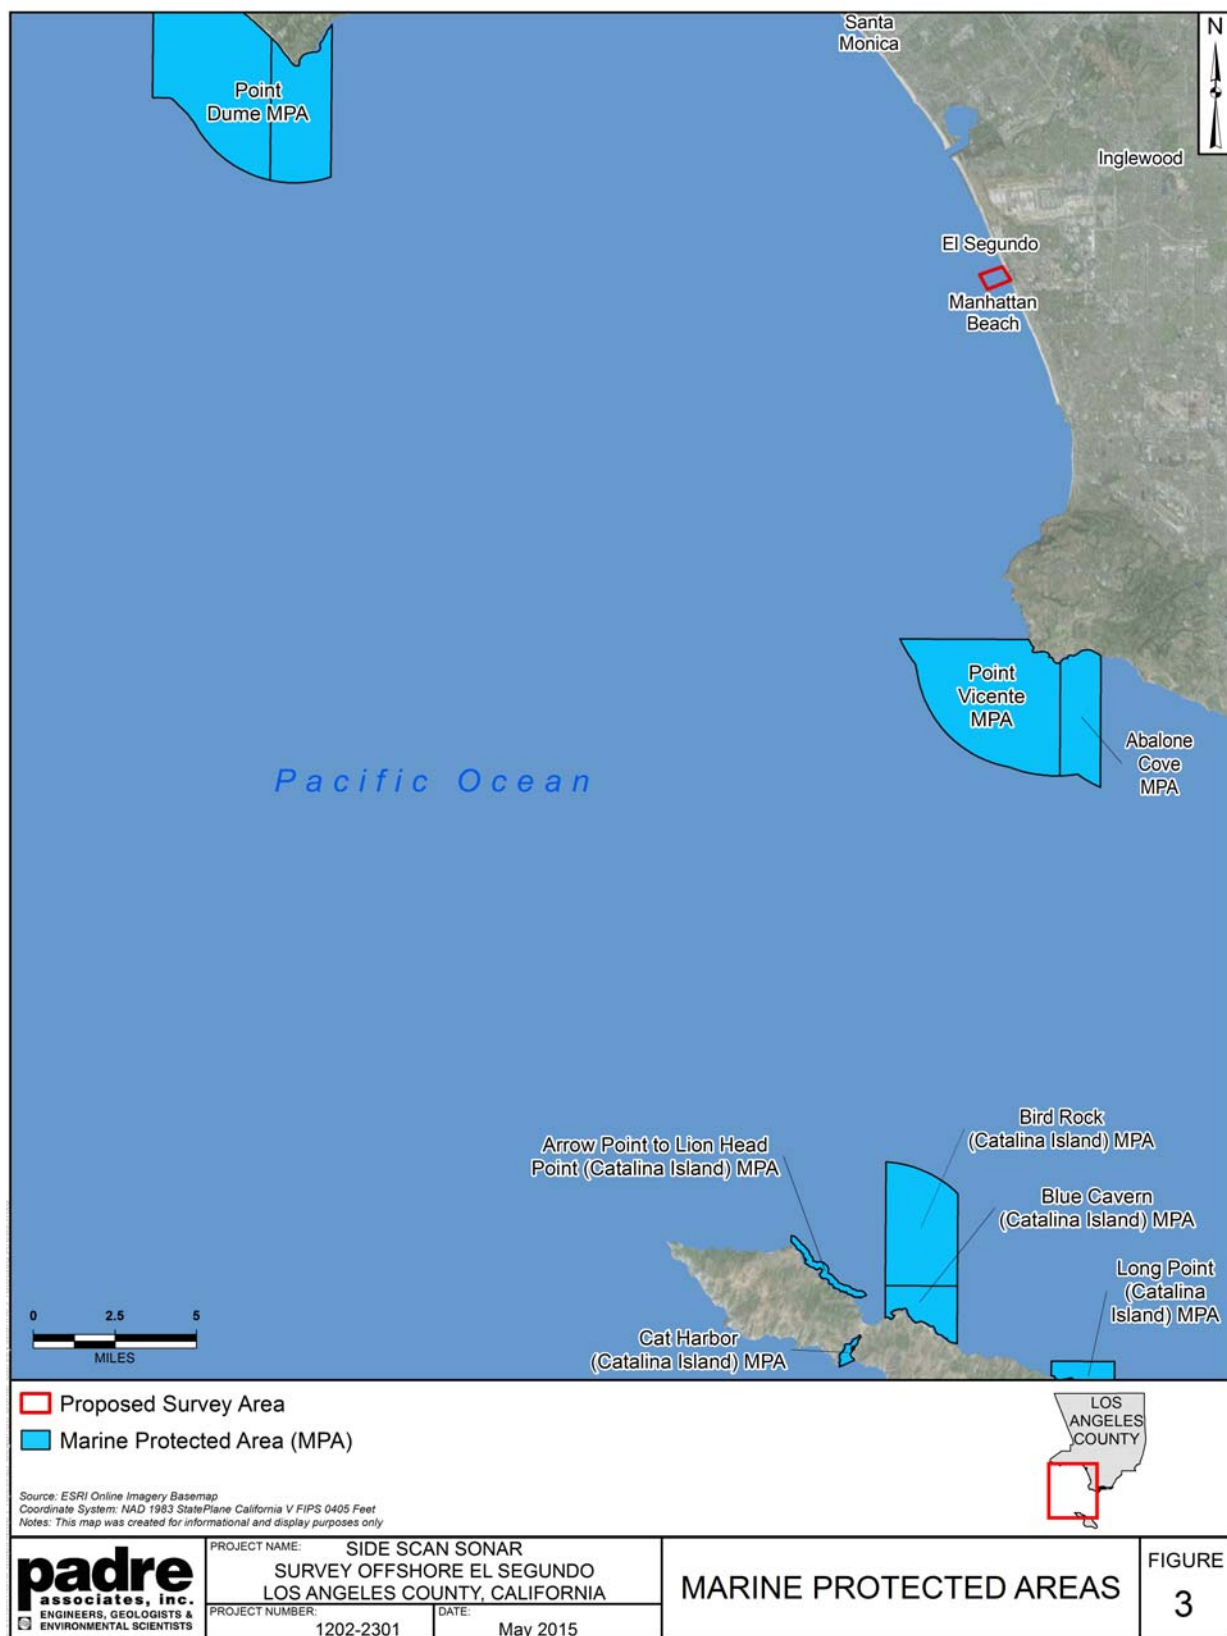 Santa
Monica
N
Point
Dume MPA
Inglewood
El Segundo
Manhattan
Beach
Point
Vicente
MPA
Abalone
Cove
MPA
Pacific Ocean
Bird Rock
(Catalina Island) MPA
Arrow Point to Lion Head
Point (Catalina Island) MPA
Blue Cavern
(Catalina Island) MPA
Long Point
(Catalina
Island) MPA
Cat Harbor
(Catalina Island) MPA
0 2.5 5
MILES
Proposed Survey Area
Marine Protected Area (MPA)
LOS
ANGELES
COUNTY
Source: ESRI Online Imagery Basemap
Coordinate System: NAD 1983 StatePlane California V FIPS 0405 Feet
Notes: This map was created for informational and display purposes only
padre
associates, inc.
ENGINEERS, GEOLOGISTS &
ENVIRONMENTAL SCIENTISTS
PROJECT NAME: SIDE SCAN SONAR
SURVEY OFFSHORE EL SEGUNDO
LOS ANGELES COUNTY, CALIFORNIA
PROJECT NUMBER:
1202-2301
DATE:
May 2015
MARINE PROTECTED AREAS
FIGURE
3